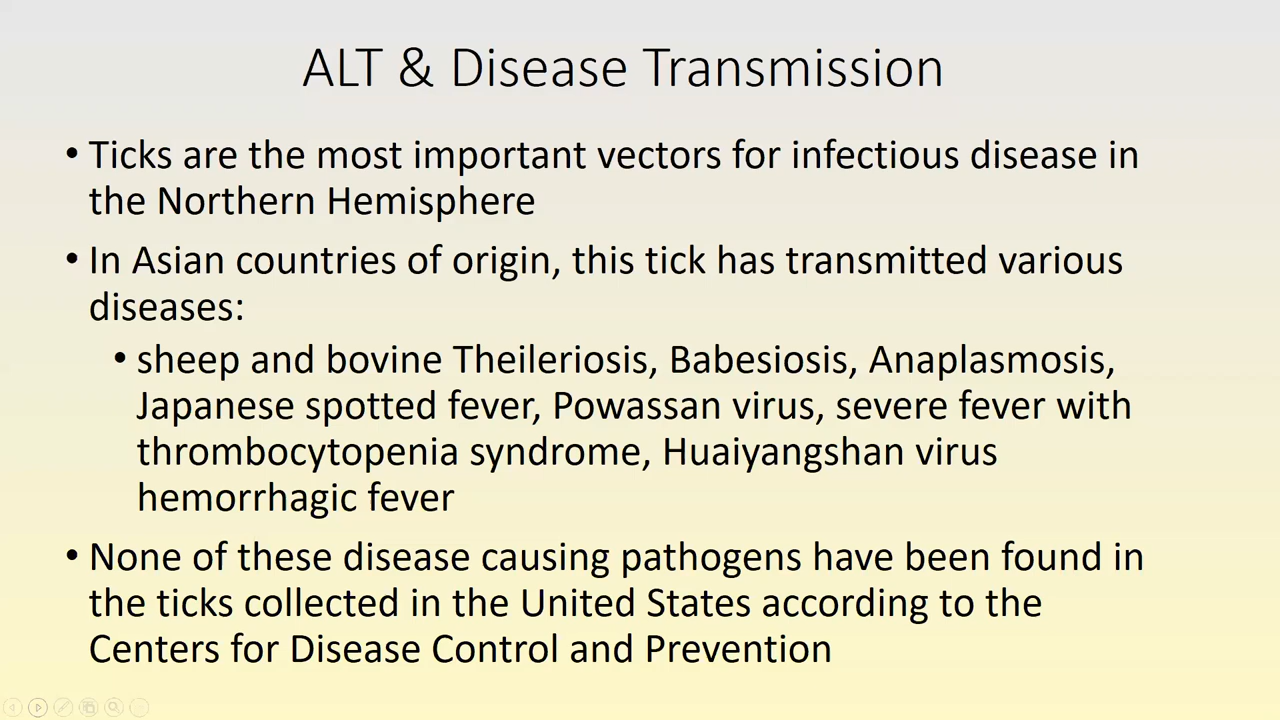 ALT & Disease Transmission
• Ticks are the most important vectors for infectious disease in
the Northern Hemisphere
• In Asian countries of origin, this tick has transmitted various
diseases:
• sheep and bovine Theileriosis, Babesiosis, Anaplasmosis,
Japanese spotted fever, Powassan virus, severe fever with
thrombocytopenia syndrome, Huaiyangshan virus
hemorrhagic fever
• None of these disease causing pathogens have been found in
the ticks collected in the United States according to the
Centers for Disease Control and Prevention